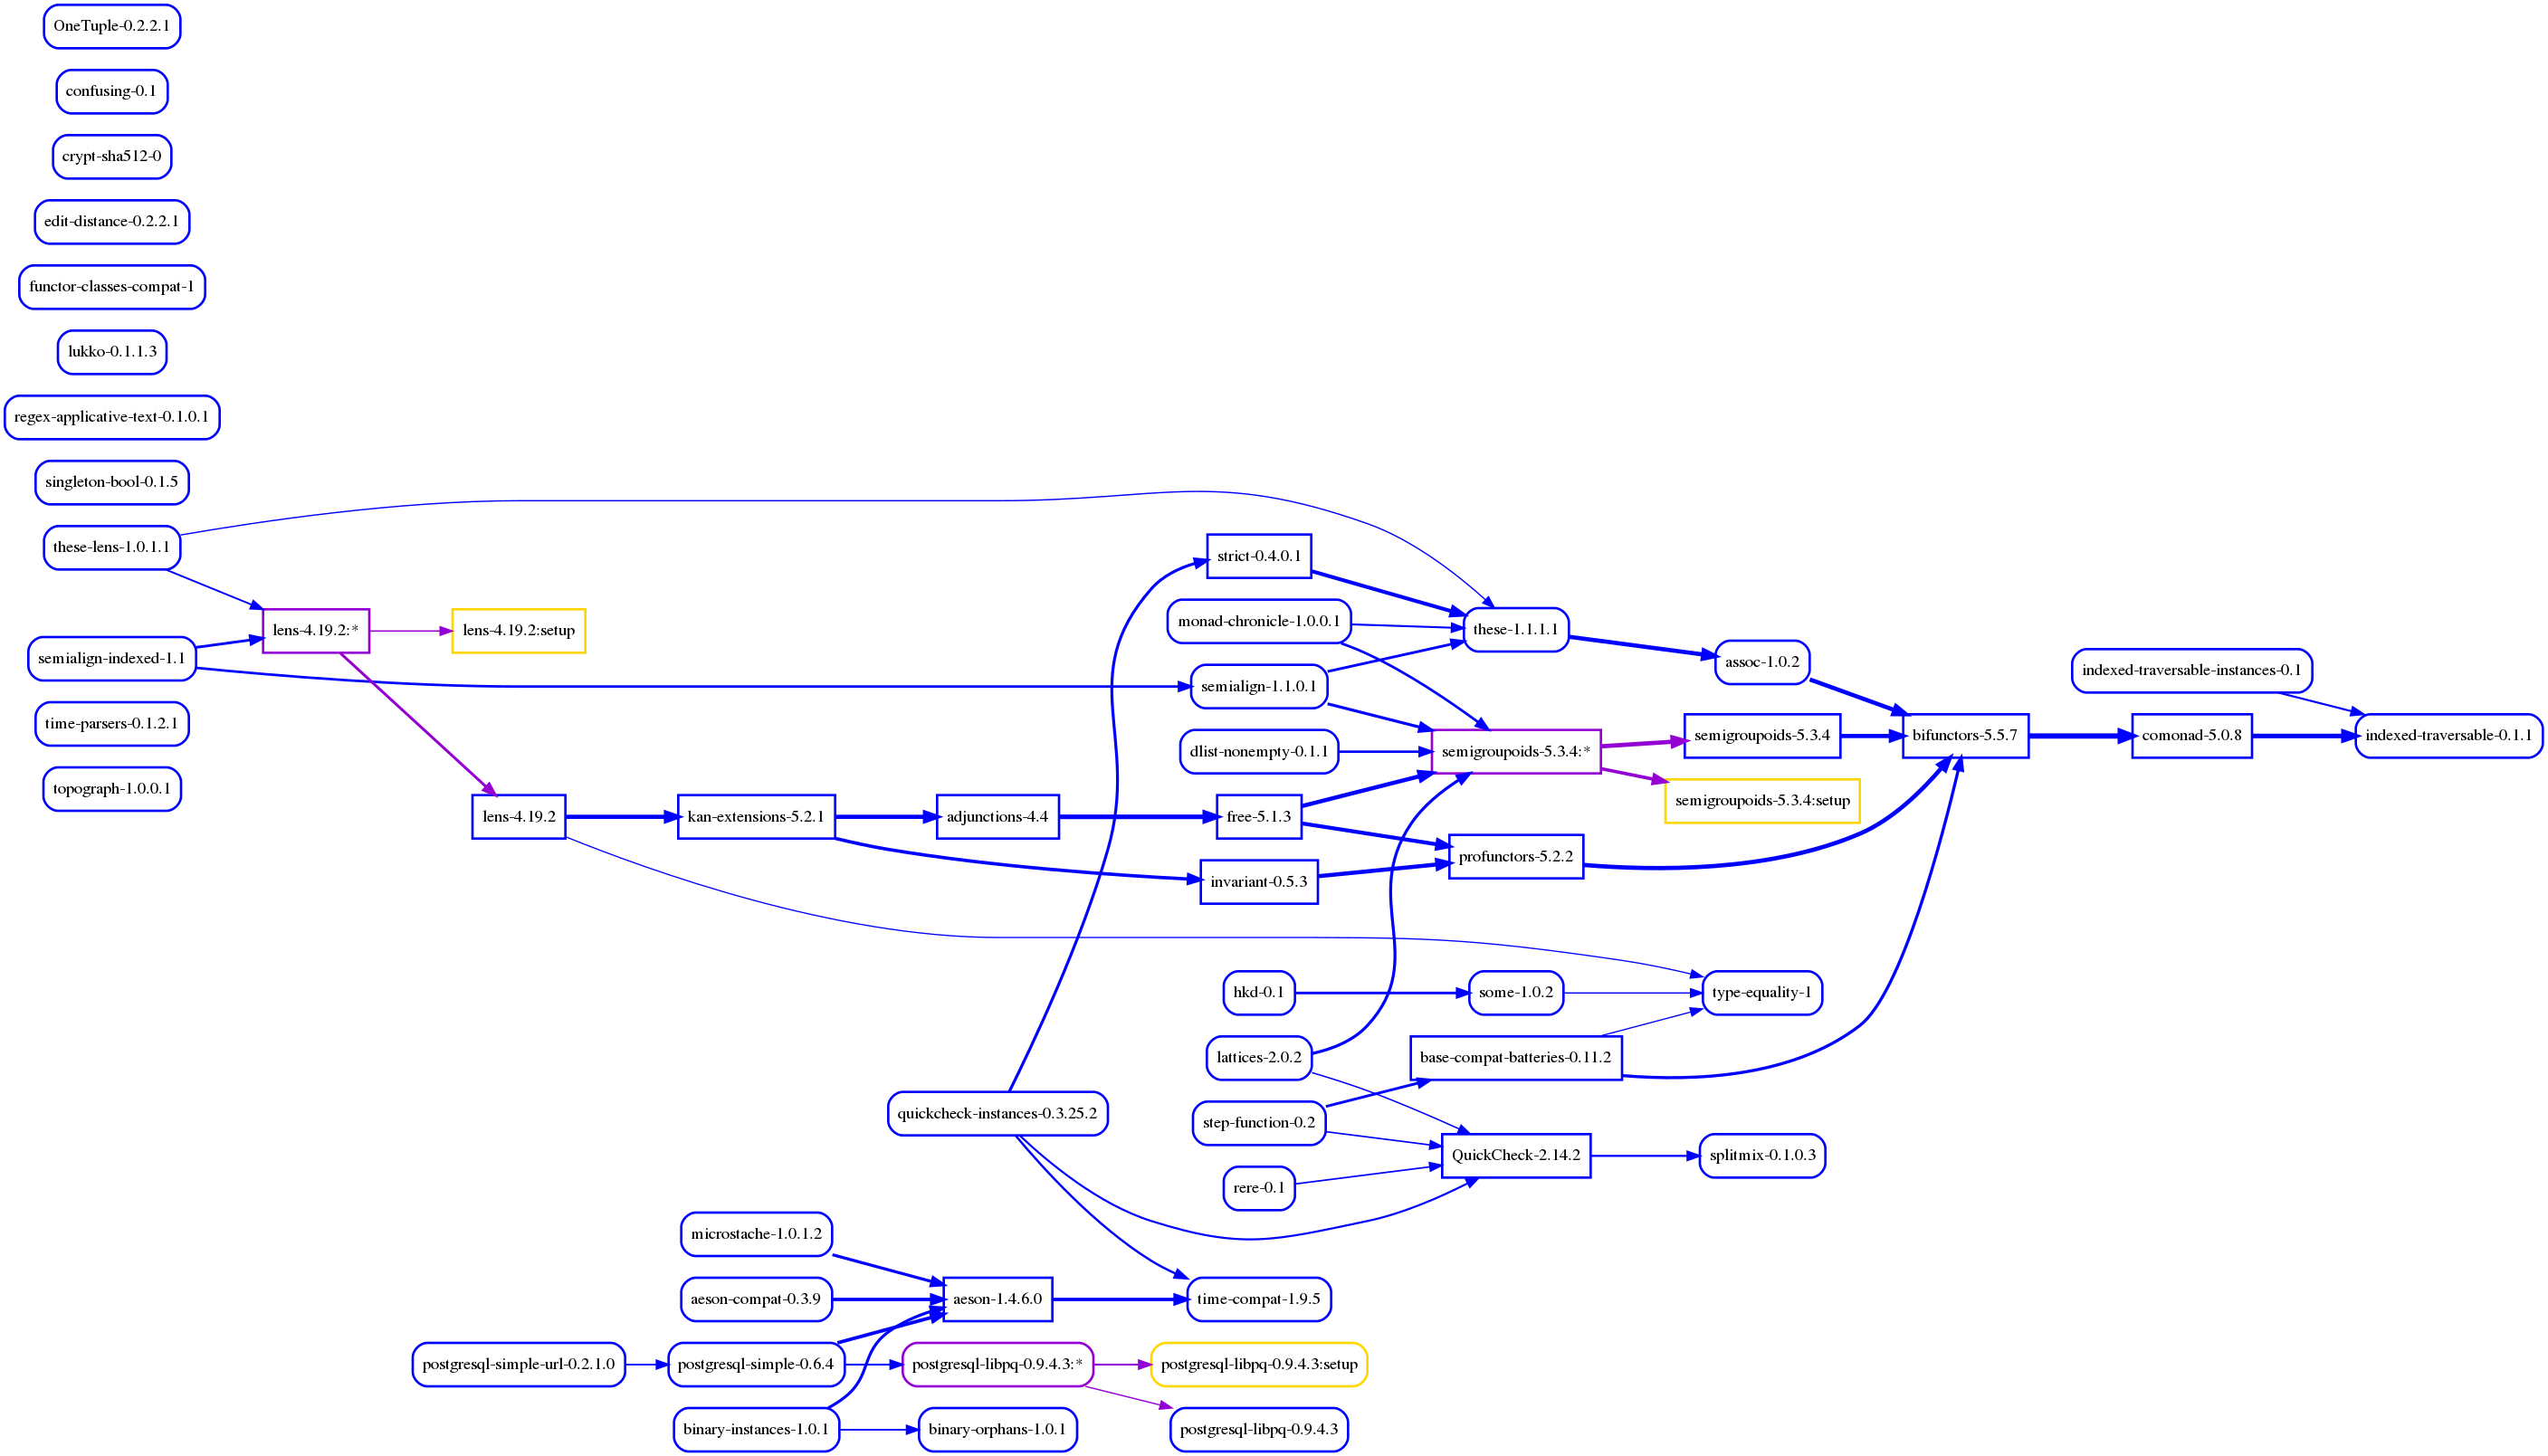 OneTuple-0.2.2.1
confusing-0.1
crypt-sha512-0
edit-distance-0.2.2.1
functor-classes-compat-1
lukko-0.1.1.3
regex-applicative-text-0.1.0.1
singleton-bool-0.1.5
these-lens-1.0.1.1
semialign-indexed-1.1
time-parsers-0.1.2.1
topograph-1.0.0.1
lens-4.19.2:*
lens-4.19.2:setup
lens-4.19.2
kan-extensions-5.2.1
adjunctions-4.4
strict-0.4.0.1
monad-chronicle-1.0.0.1
semialign-1.1.0.1
dlist-nonempty-0.1.1
free-5.1.3
invariant-0.5.3
these-1.1.1.1
semigroupoids-5.3.4:*
profunctors-5.2.2
assoc-1.0.2
semigroupoids-5.3.4
semigroupoids-5.3.4:setup
bifunctors-5.5.7
comonad-5.0.8
indexed-traversable-instances-0.1
indexed-traversable-0.1.1
hkd-0.1
some-1.0.2
type-equality-1
lattices-2.0.2
base-compat-batteries-0.11.2
quickcheck-instances-0.3.25.2
step-function-0.2
QuickCheck-2.14.2
splitmix-0.1.0.3
rere-0.1
microstache-1.0.1.2
aeson-compat-0.3.9
aeson-1.4.6.0
time-compat-1.9.5
postgresql-simple-url-0.2.1.0
postgresql-simple-0.6.4
postgresql-libpq-0.9.4.3:*
postgresql-libpq-0.9.4.3:setup
binary-instances-1.0.1
binary-orphans-1.0.1
postgresql-libpq-0.9.4.3